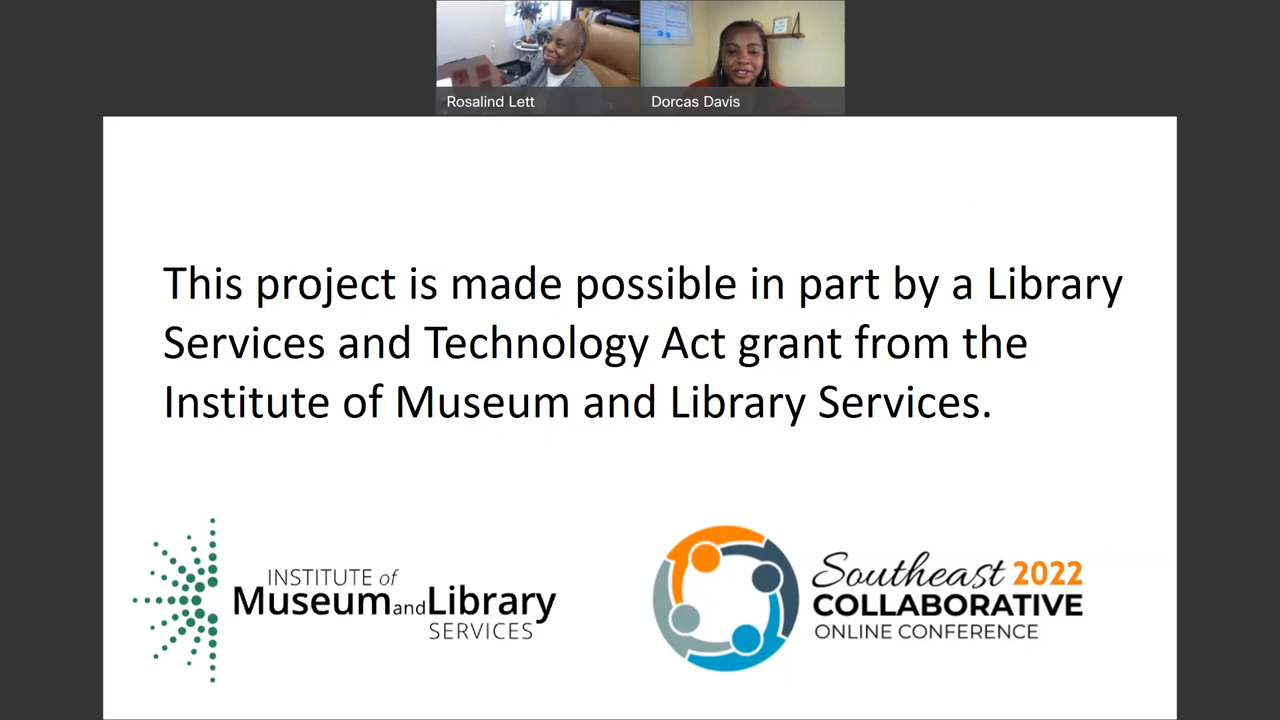 Rosalind Lett
Dorcas Davis
This project is made possible in part by a Library
Services and Technology Act grant from the
Institute of Museum and Library Services.
INSTITUTE of
Museum and Library
SERVICES
Southeast 2022
COLLABORATIVE
ONLINE CONFERENCE